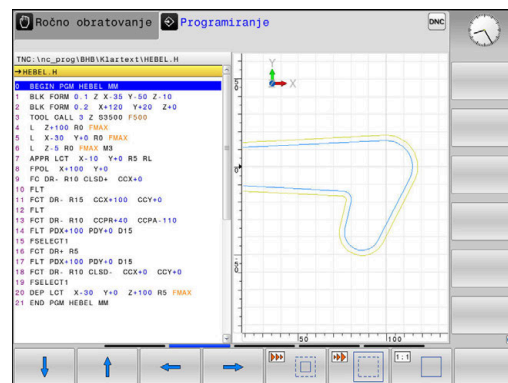 Ročno obratovanje
Programiranje
DNC
TNC:\nc_prog\BHB\Klartext\HEBEL.H
→HEBEL.H
0 BEGIN PGM HEBEL MM
1 BLK FORM 0.1 Z X-35 Y-50 Z-10
2 BLK FORM 0.2 X+120 Y+20 Z+0
3 TOOL CALL 3 Z S3500 F500
4 L Z+100 R0 FMAX
5 L X-30 Y+0 R0 FMAX
6 L Z-5 R0 FMAX M3
7 APPR LCT X-10 Y+0 R5 RL
8 FPOL X+100 Y+0
9 FC DR- R10 CLSD+ CCX+0
10 FLT
11 FCT DR- R15 CCX+100 CCY+0
12 FLT
13 FCT DR- R10 CCPR+40 CCPA-110
14 FLT PDX+100 PDY+0 D15
15 FSELECT1
16 FCT DR+ R5
17 FLT PDX+100 PDY+0 D15
18 FCT DR- R10 CLSD- CCX+0 CCY+0
19 FSELECT1
20 DEP LCT X-30 Y+0 Z+100 R5 FMAX
21 END PGM HEBEL MM
Y
X
50
0
50
100
1:1